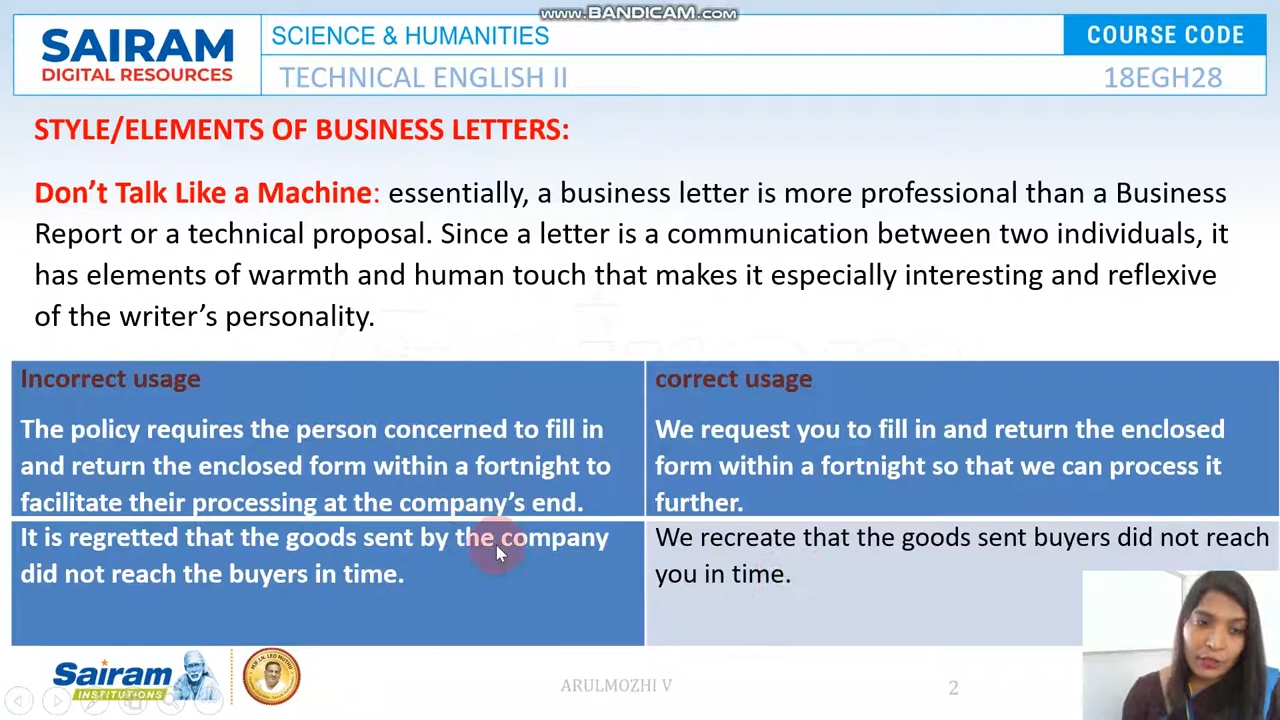 www.BANDICAM.com
SAIRAM
DIGITAL RESOURCES
SCIENCE & HUMANITIES
COURSE CODE
TECHNICAL ENGLISH II
18EGH28
STYLE/ELEMENTS OF BUSINESS LETTERS:
Don't Talk Like a Machine: essentially, a business letter is more professional than a Business
Report or a technical proposal. Since a letter is a communication between two individuals, it
has elements of warmth and human touch that makes it especially interesting and reflexive
of the writer's personality.
Incorrect usage
The policy requires the person concerned to fill in
and return the enclosed form within a fortnight to
facilitate their processing at the company's end.
correct usage
We request you to fill in and return the enclosed
form within a fortnight so that we can process it
further.
It is regretted that the goods sent by the company
did not reach the buyers in time.
We recreate that the goods sent buyers did not reach
you in time.
Sairam
INSTITUTIONS
ARULMOZHI V
2